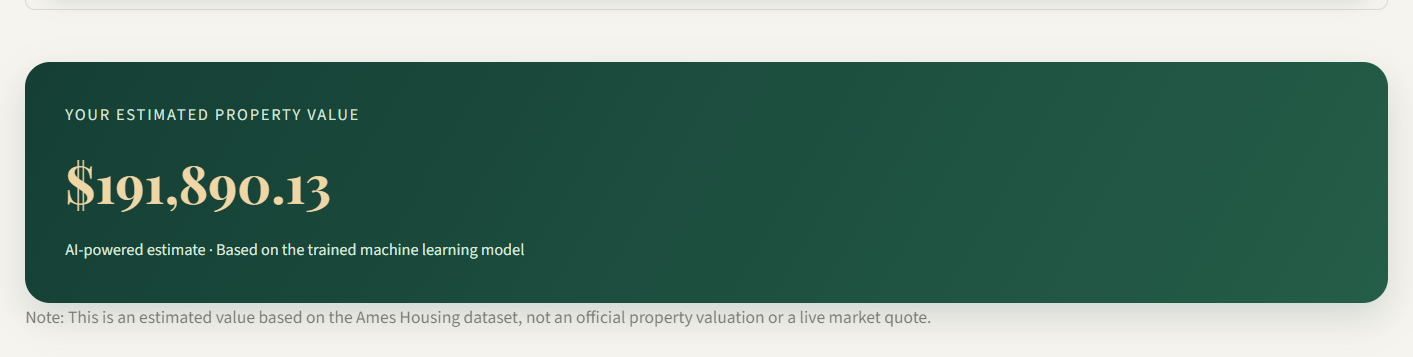 YOUR ESTIMATED PROPERTY VALUE
$191,890.13
AI-powered estimate · Based on the trained machine learning model
Note: This is an estimated value based on the Ames Housing dataset, not an official property valuation or a live market quote.